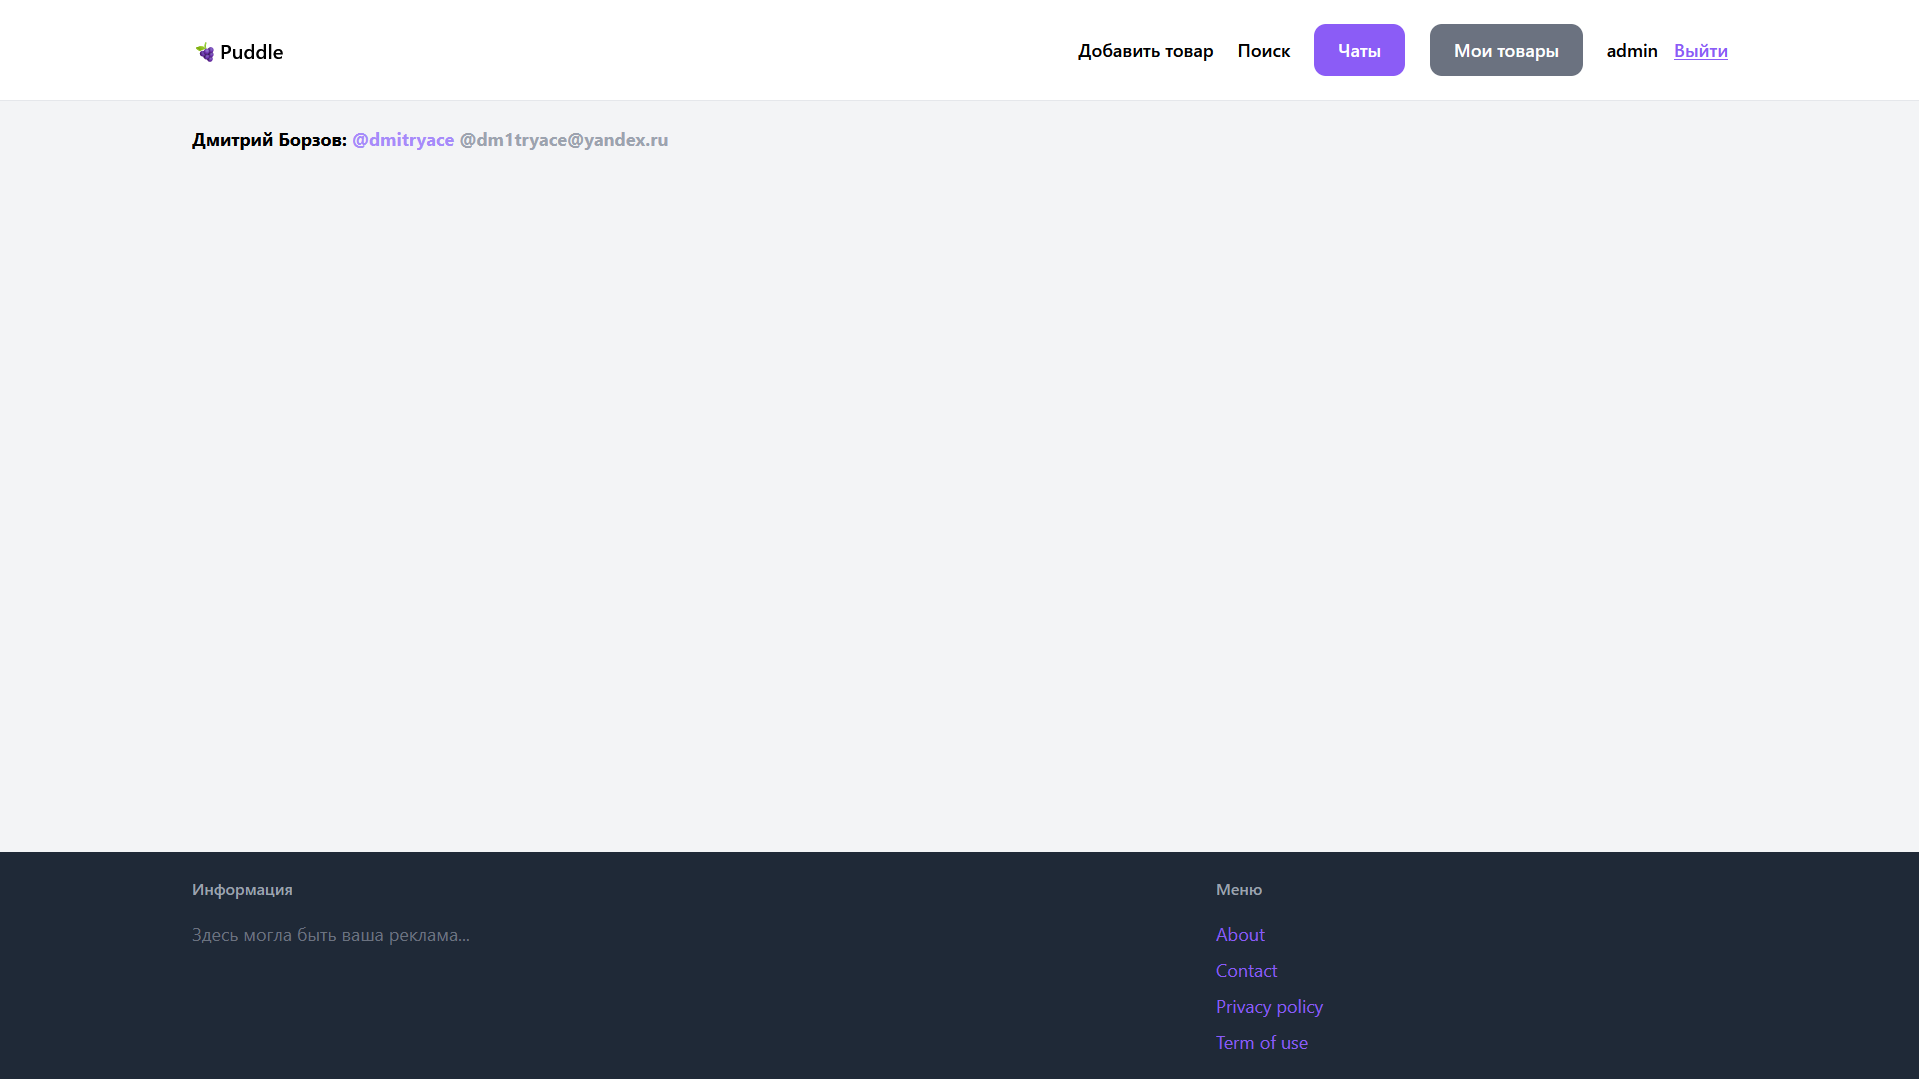 Puddle
Добавить товар Поиск Чаты Мои товары admin Выйти
Дмитрий Борзов: @dmitryace @dm1tryace@yandex.ru
Информация
Здесь могла быть ваша реклама...
Меню
About
Contact
Privacy policy
Term of use